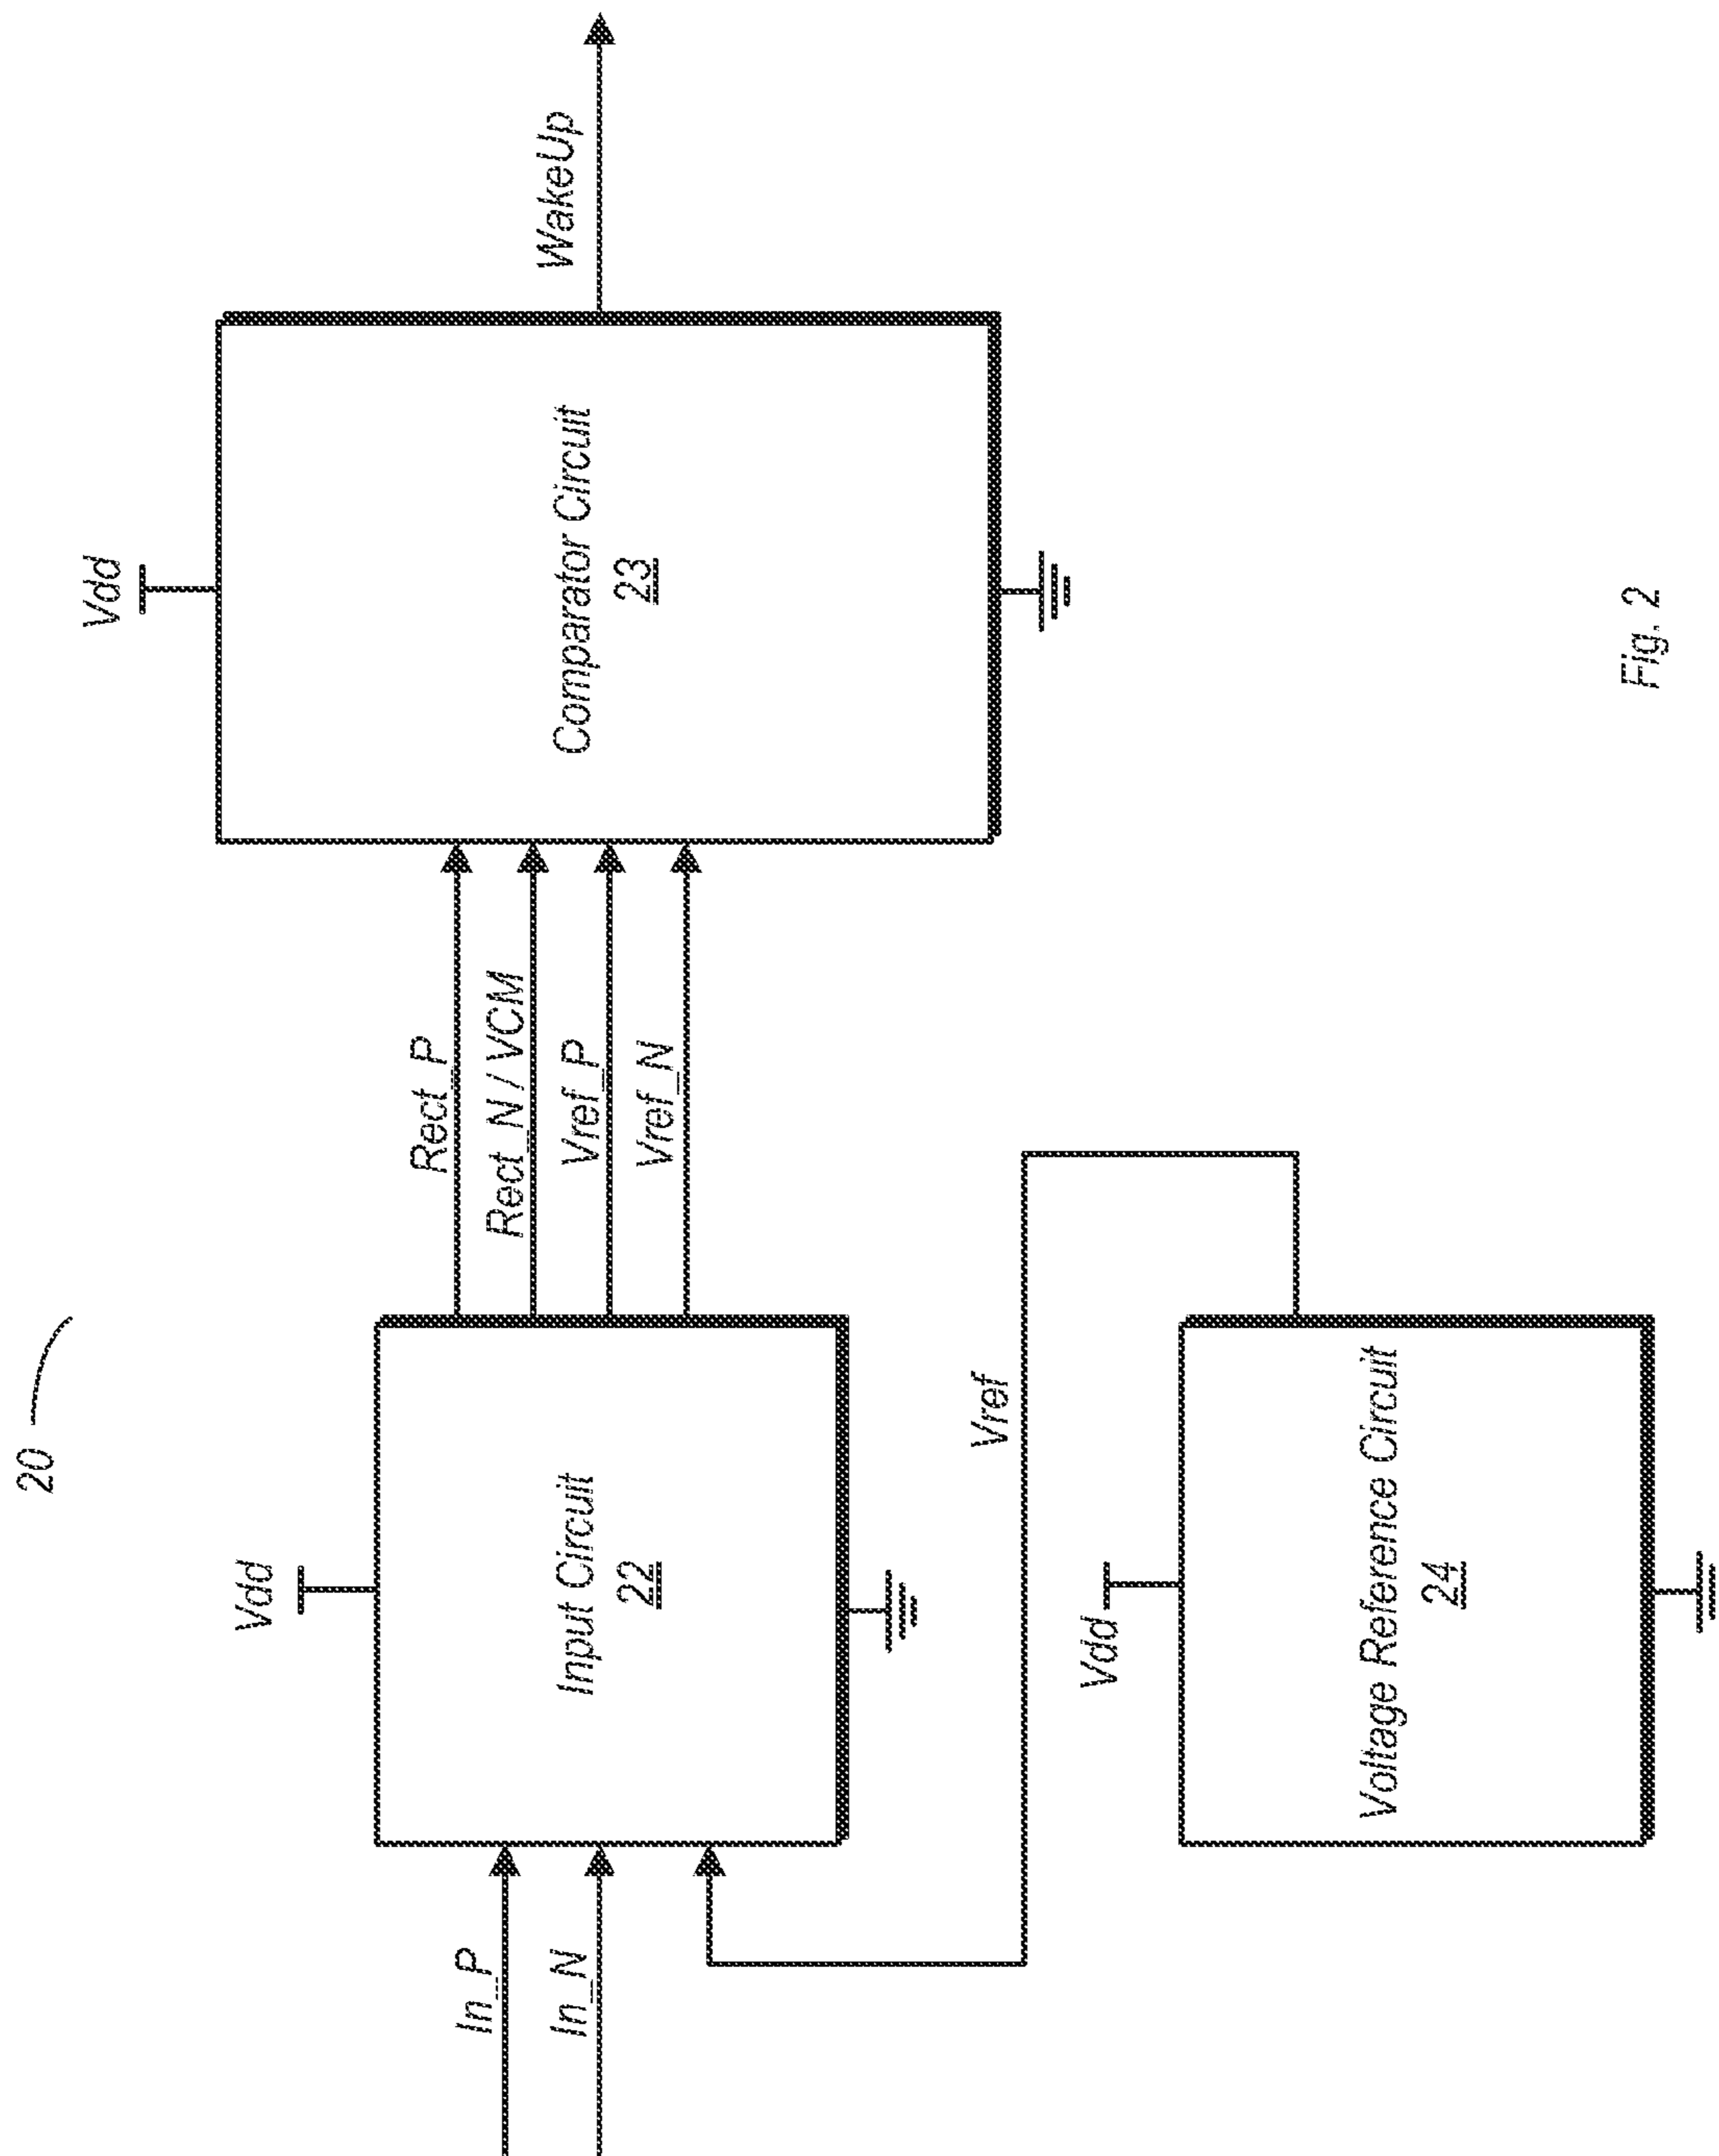 20
Vdd
Vdd
In_P
In_N
Input Circuit
22
Rect_P
Rect_N / VCM
Vref_P
Vref_N
Comparator Circuit
23
WakeUp
Vref
Vdd
Voltage Reference Circuit
24
Fig. 2